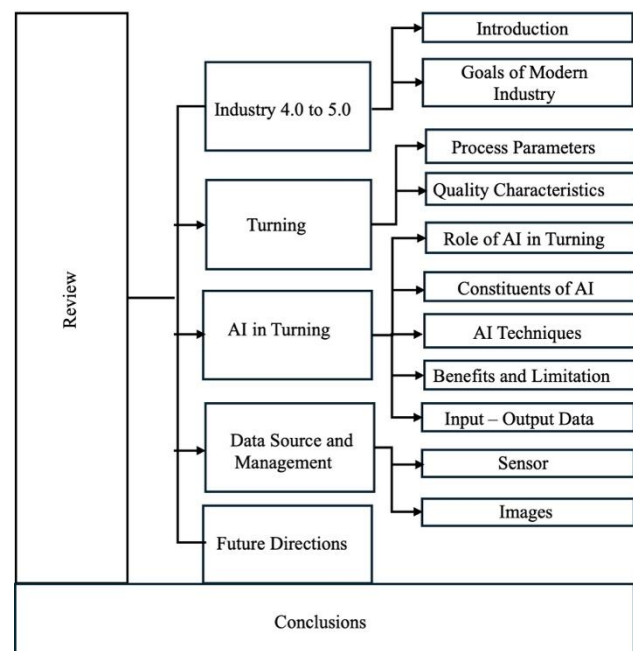 Review
Industry 4.0 to 5.0
Introduction
Goals of Modern
Industry
Turning
Process Parameters
Quality Characteristics
AI in Turning
Role of AI in Turning
Constituents of AI
AI Techniques
Benefits and Limitation
Input – Output Data
Data Source and
Management
Sensor
Images
Future Directions
Conclusions